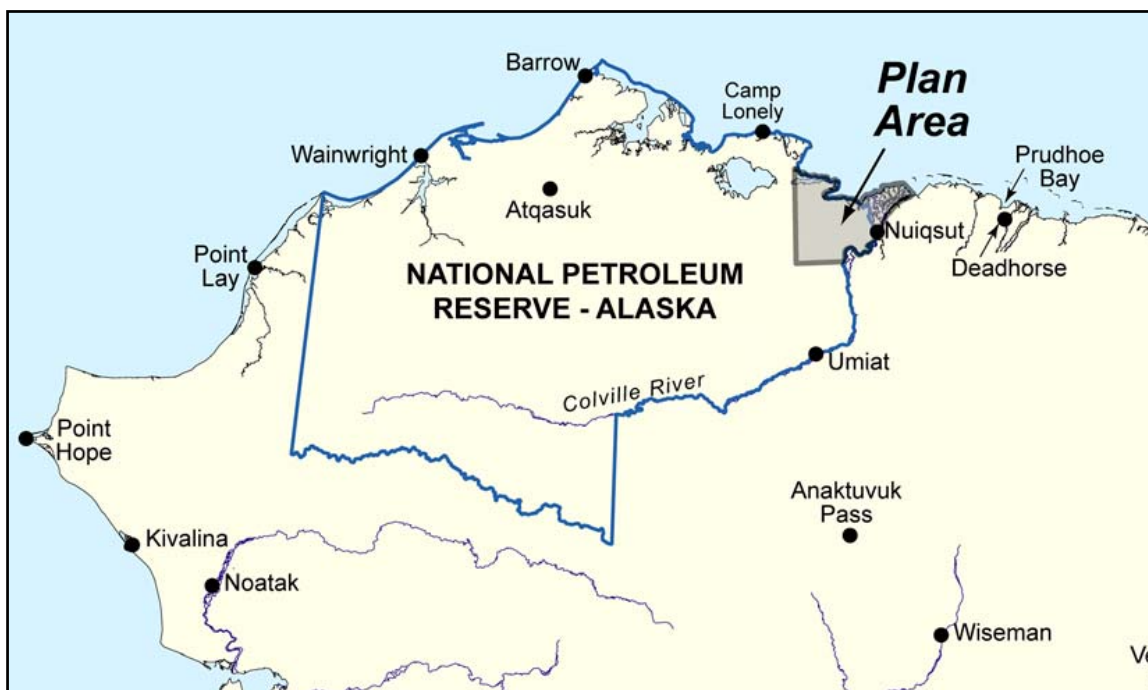 Barrow
Camp
Lonely
Plan
Area
Wainwright
Prudhoe
Bay
Atqasuk
Nuiqsut
Deadhorse
Point
Lay
NATIONAL PETROLEUM
RESERVE - ALASKA
Umiat
Colville River
Point
Hope
Anaktuvuk
Pass
Kivalina
Noatak
Wiseman